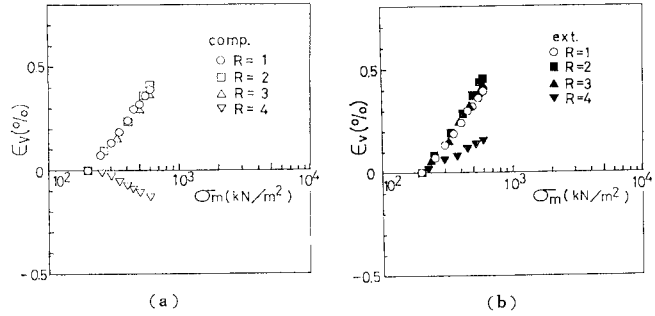 comp.
○ R = 1
□ R = 2
△ R = 3
▽ R = 4
0.5
0
-0.5
εv(%)
10²
10³
10⁴
σm(kN/m²)
(a)
ext.
○ R=1
■ R=2
▲ R=3
▼ R=4
0.5
0
-0.5
εv(%)
10²
10³
10⁴
σm(kN/m²)
(b)